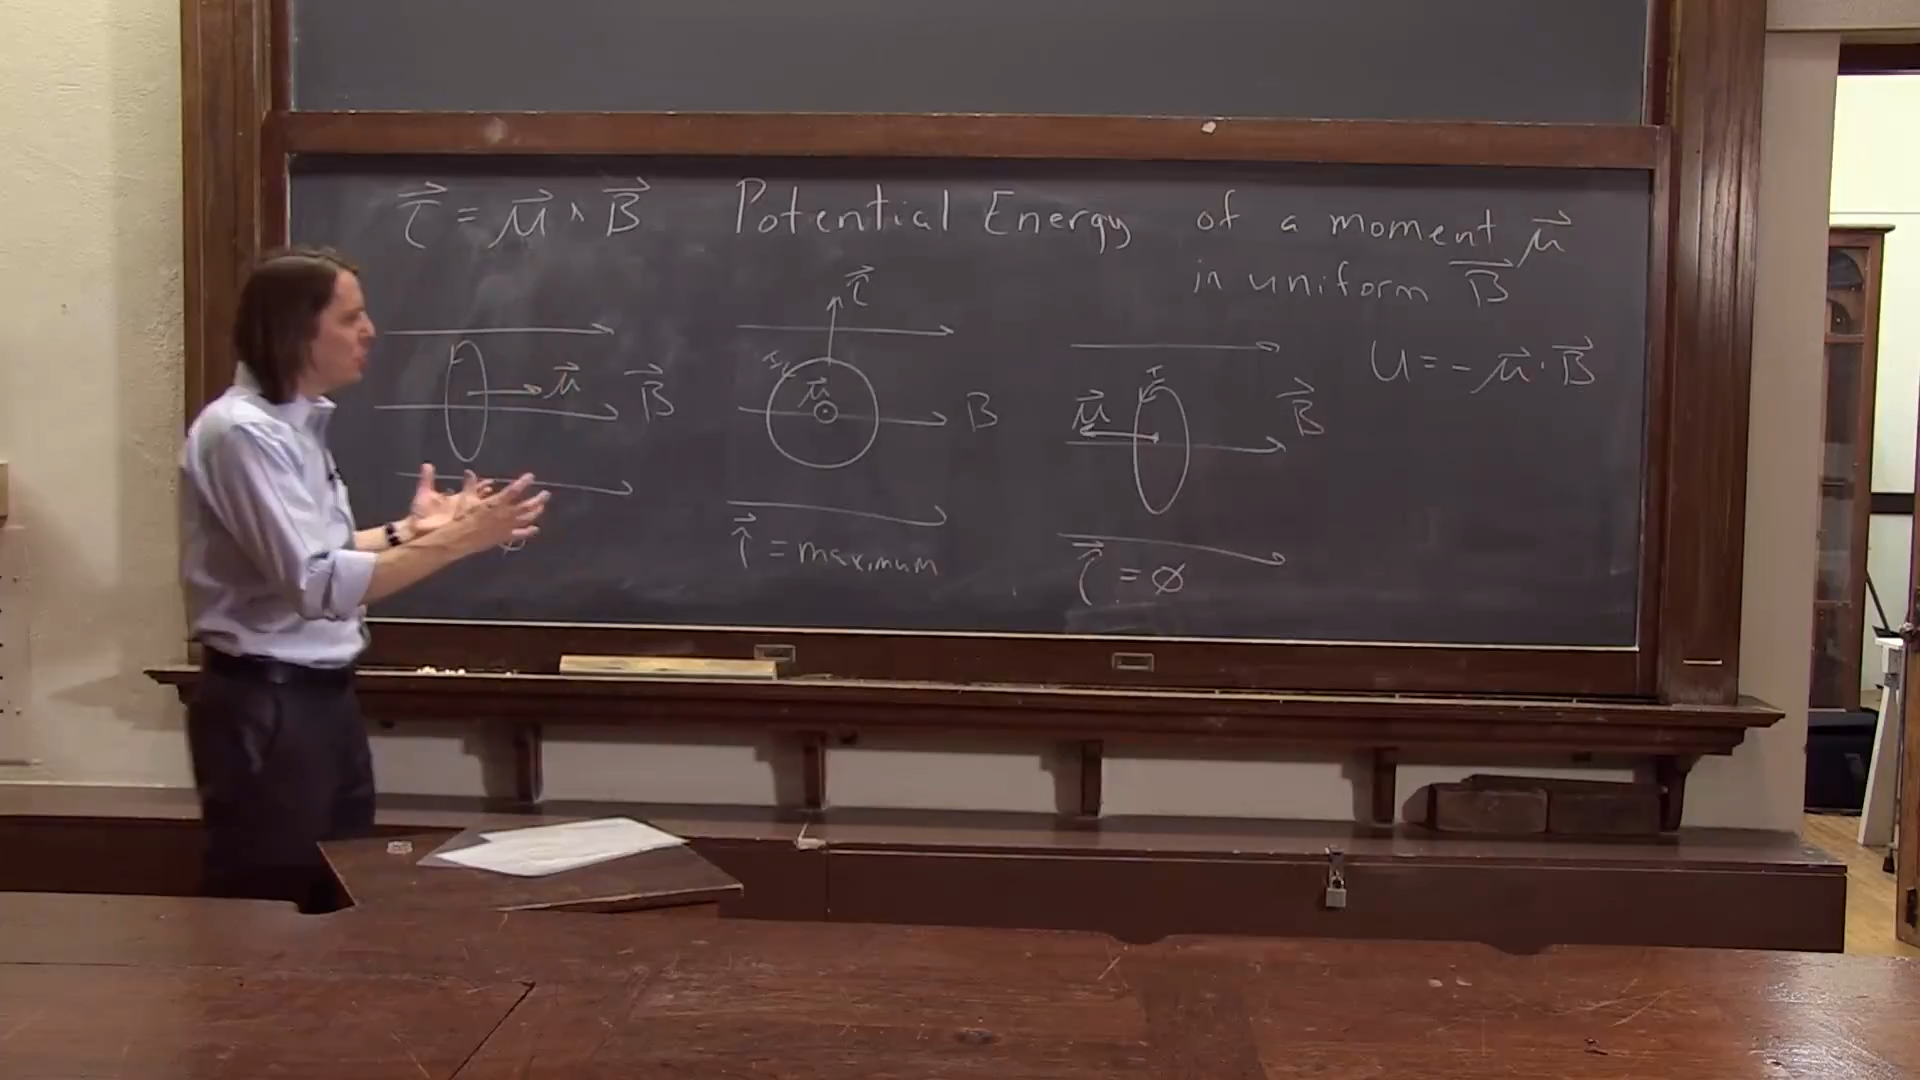 τ⃗ = μ⃗ × B⃗
Potential Energy of a moment μ⃗
in uniform B⃗
U = - μ⃗ · B⃗
μ⃗ B⃗
∅
τ⃗
I
μ⃗
B
τ⃗ = maximum
I
μ⃗ B⃗
τ⃗ = ∅